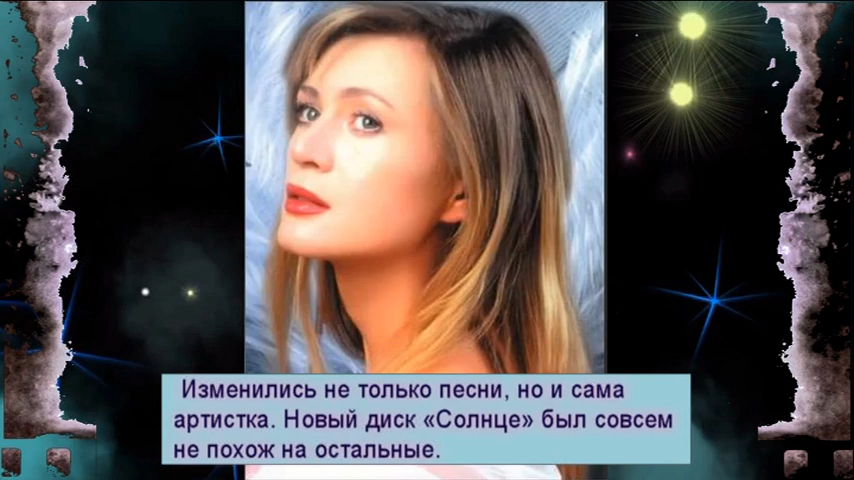 Изменились не только песни, но и сама
артистка. Новый диск «Солнце» был совсем
не похож на остальные.